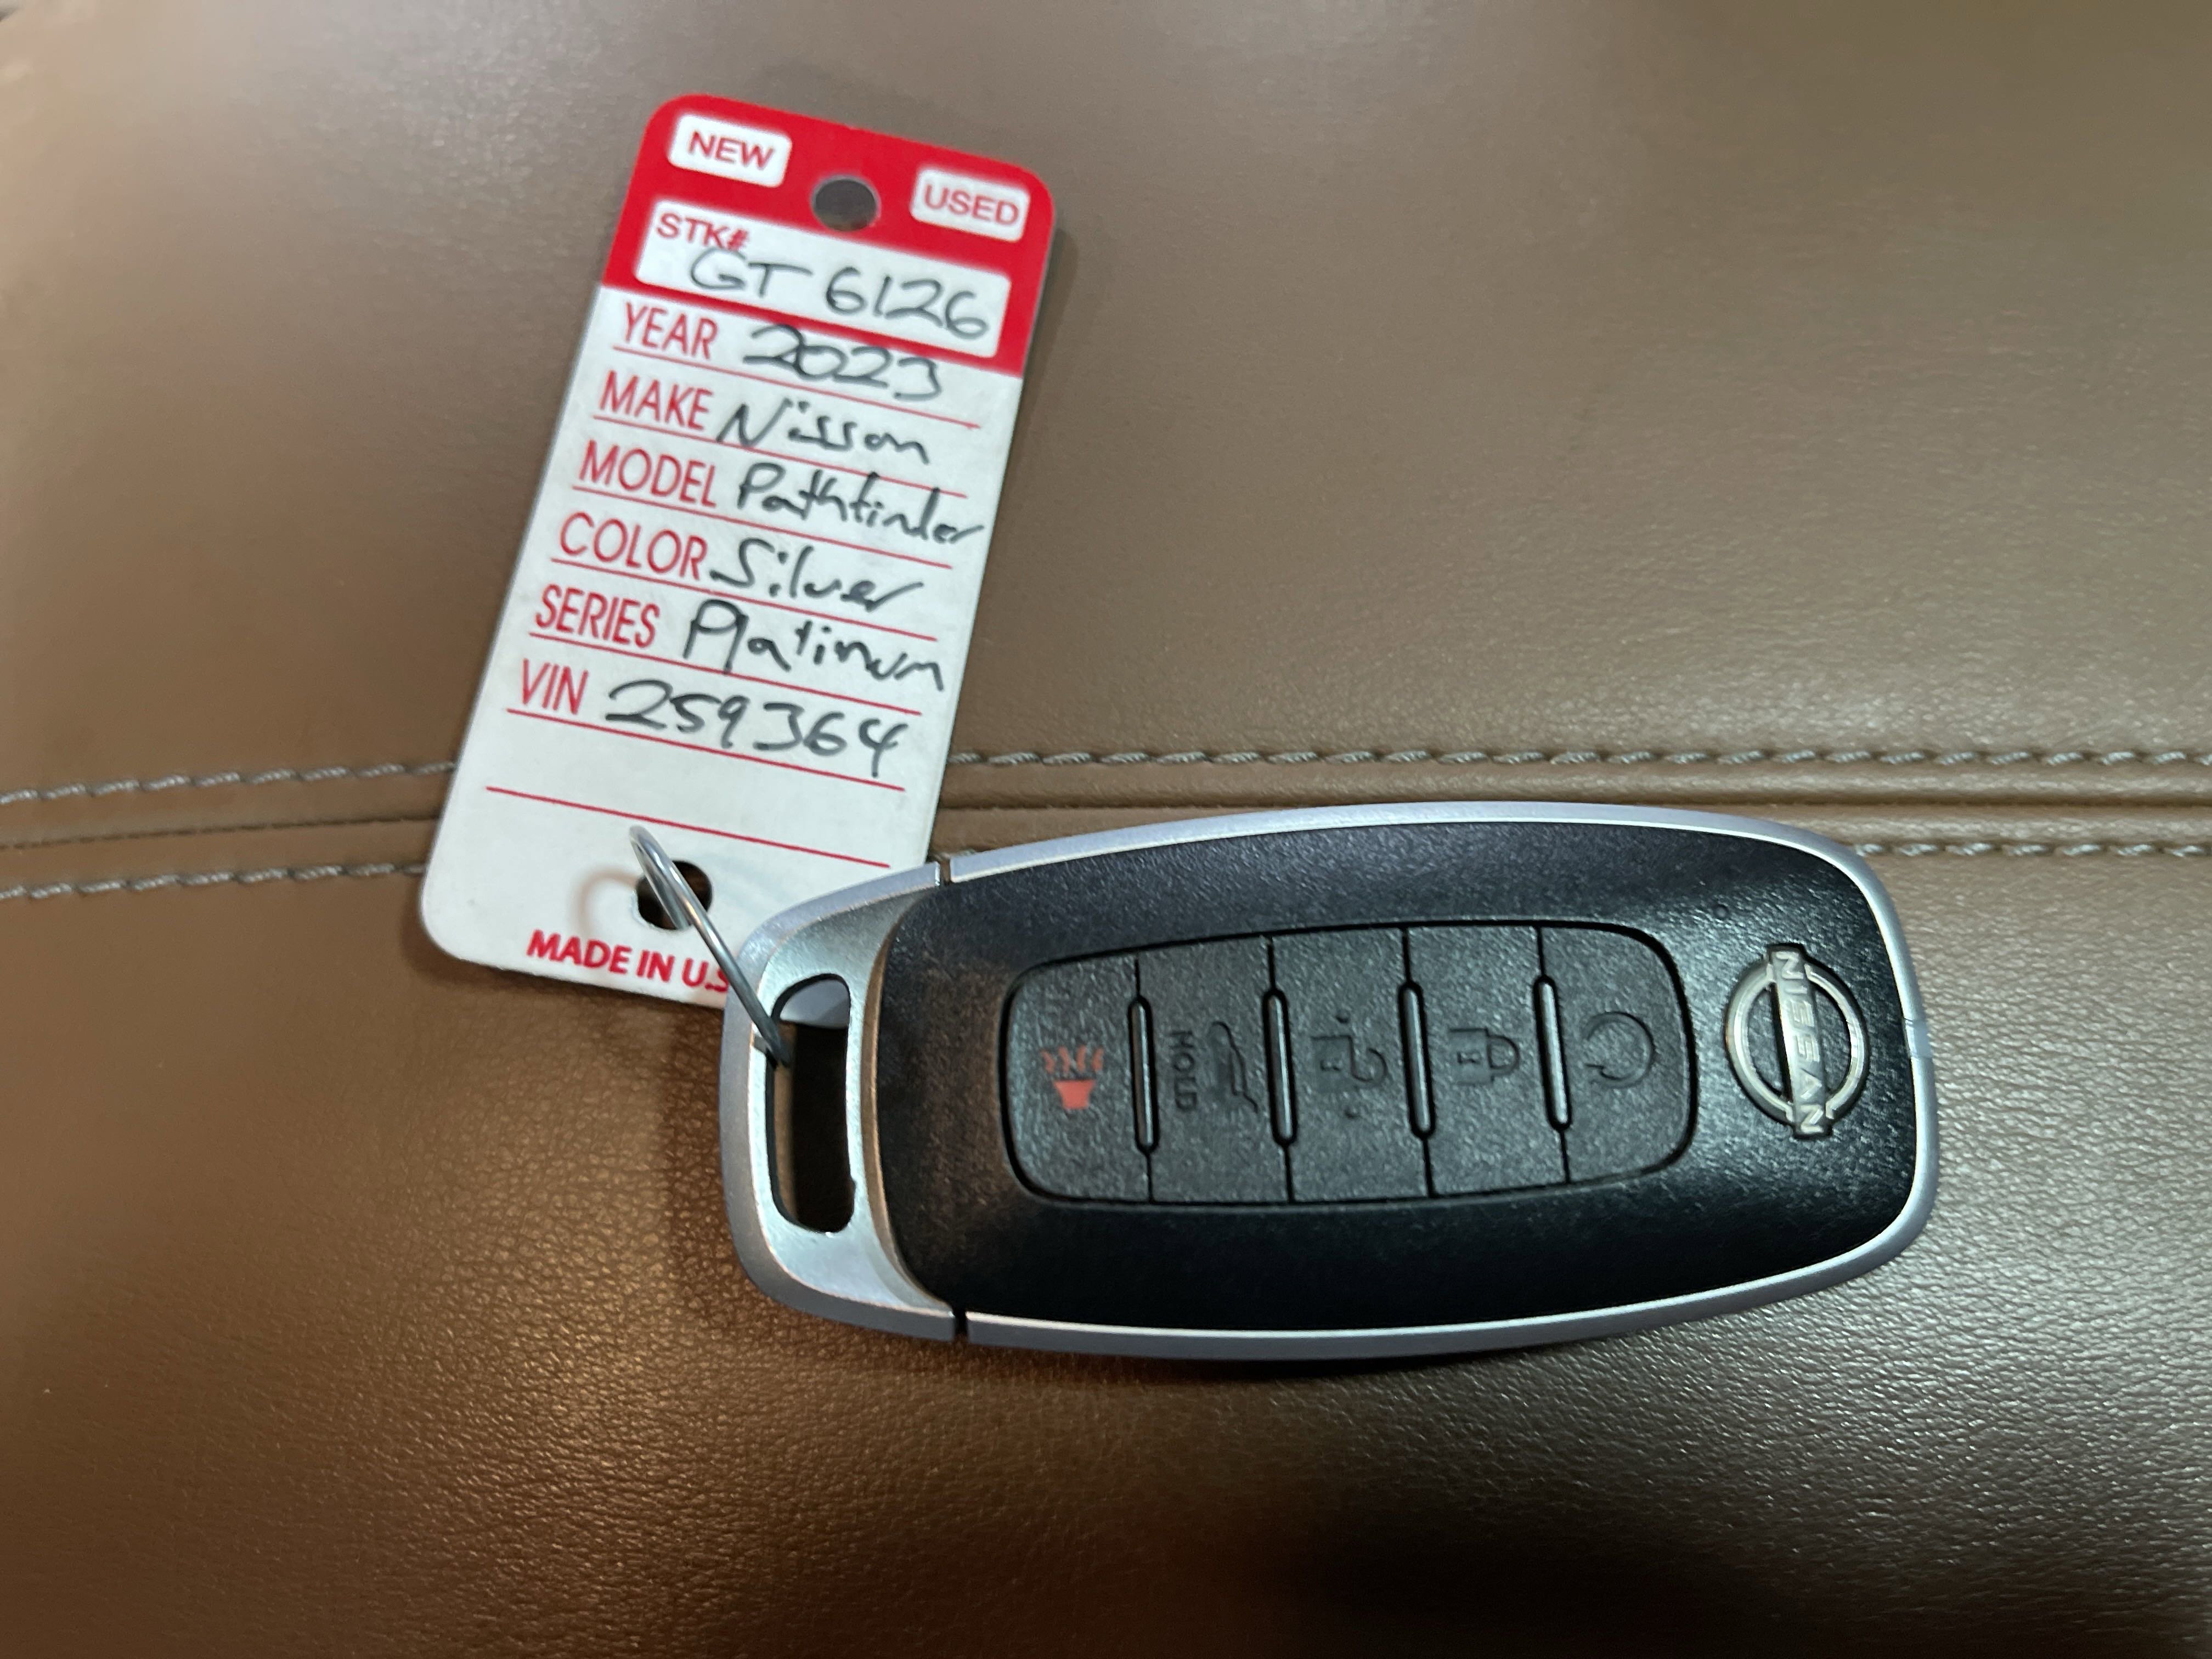 NEW
USED
STK#
GT 6126
YEAR 2023
MAKE Nissan
MODEL Pathfinder
COLOR Silver
SERIES Platinum
VIN 259364
MADE IN U.S
HOLD
NISSAN